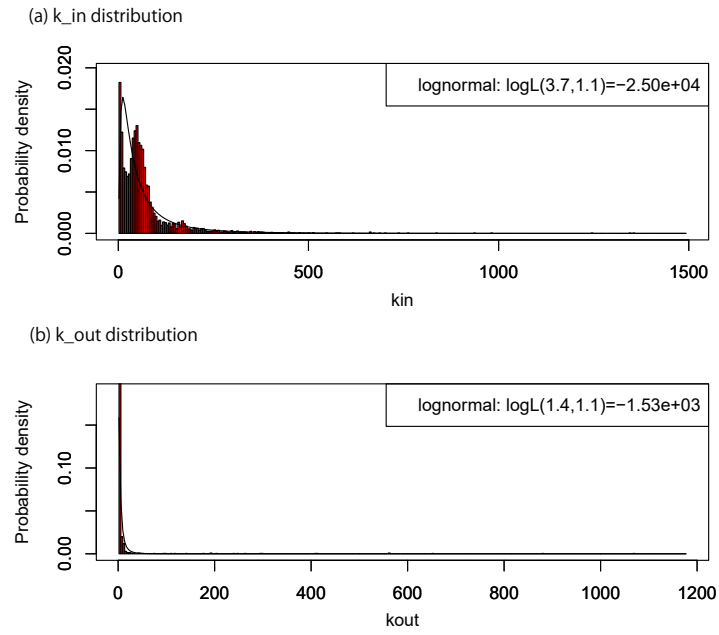 (a) k_in distribution
lognormal: logL(3.7,1.1)=−2.50e+04
Probability density
0.020
0.010
0.000
0 500 1000 1500
kin
(b) k_out distribution
lognormal: logL(1.4,1.1)=−1.53e+03
Probability density
0.10
0.00
0 200 400 600 800 1000 1200
kout